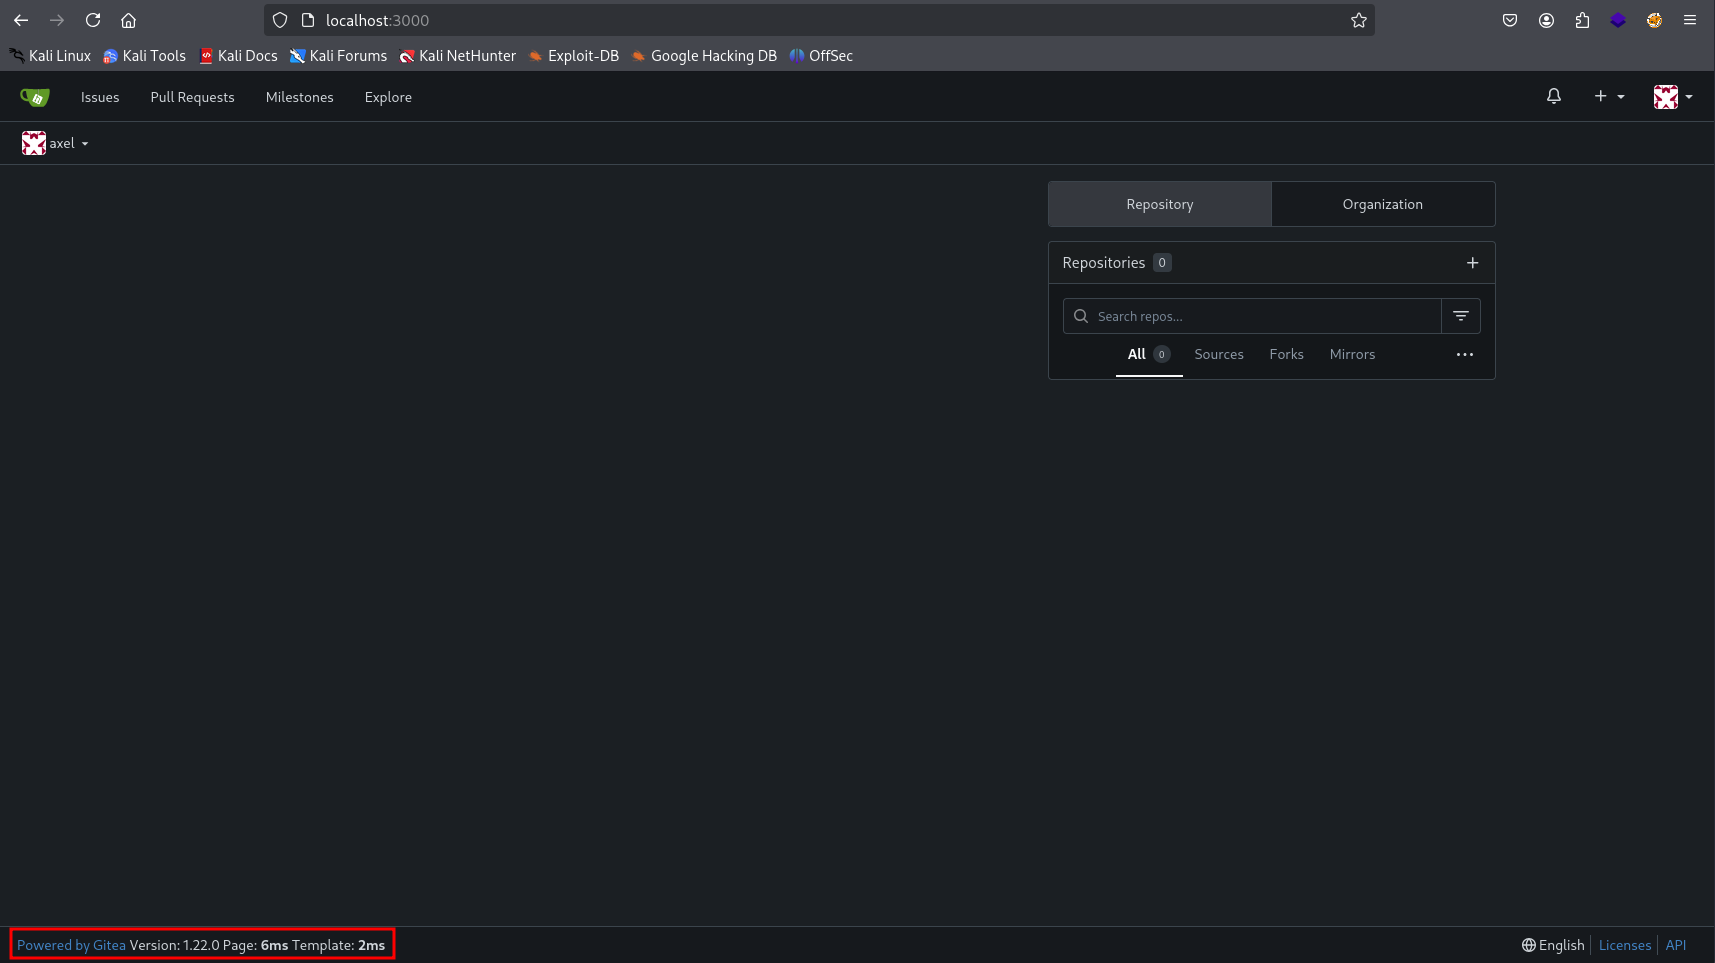 localhost:3000
Kali Linux Kali Tools Kali Docs Kali Forums Kali NetHunter Exploit-DB Google Hacking DB OffSec
Issues Pull Requests Milestones Explore
axel
Repository Organization
Repositories 0
Search repos...
All 0 Sources Forks Mirrors
Powered by Gitea Version: 1.22.0 Page: 6ms Template: 2ms
English Licenses API